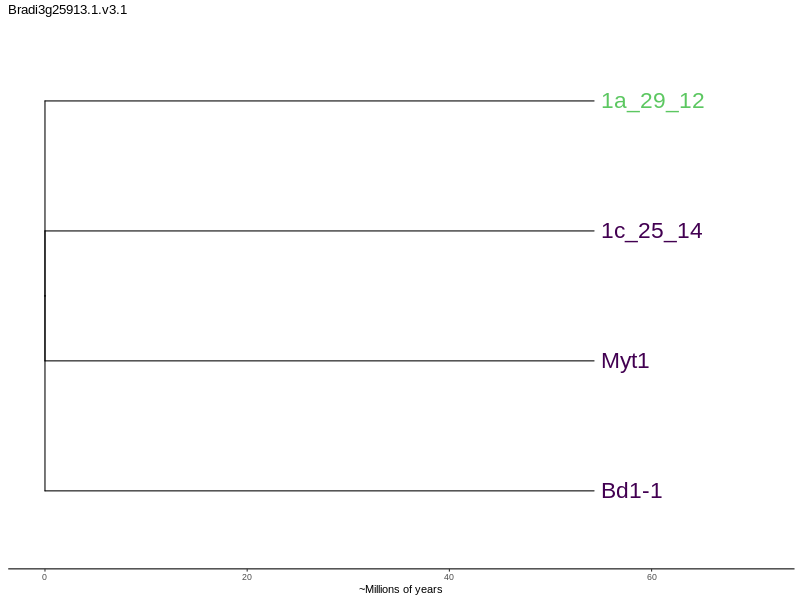 Bradi3g25913.1.v3.1
1a_29_12
1c_25_14
Myt1
Bd1-1
0 20 40 60
~Millions of years